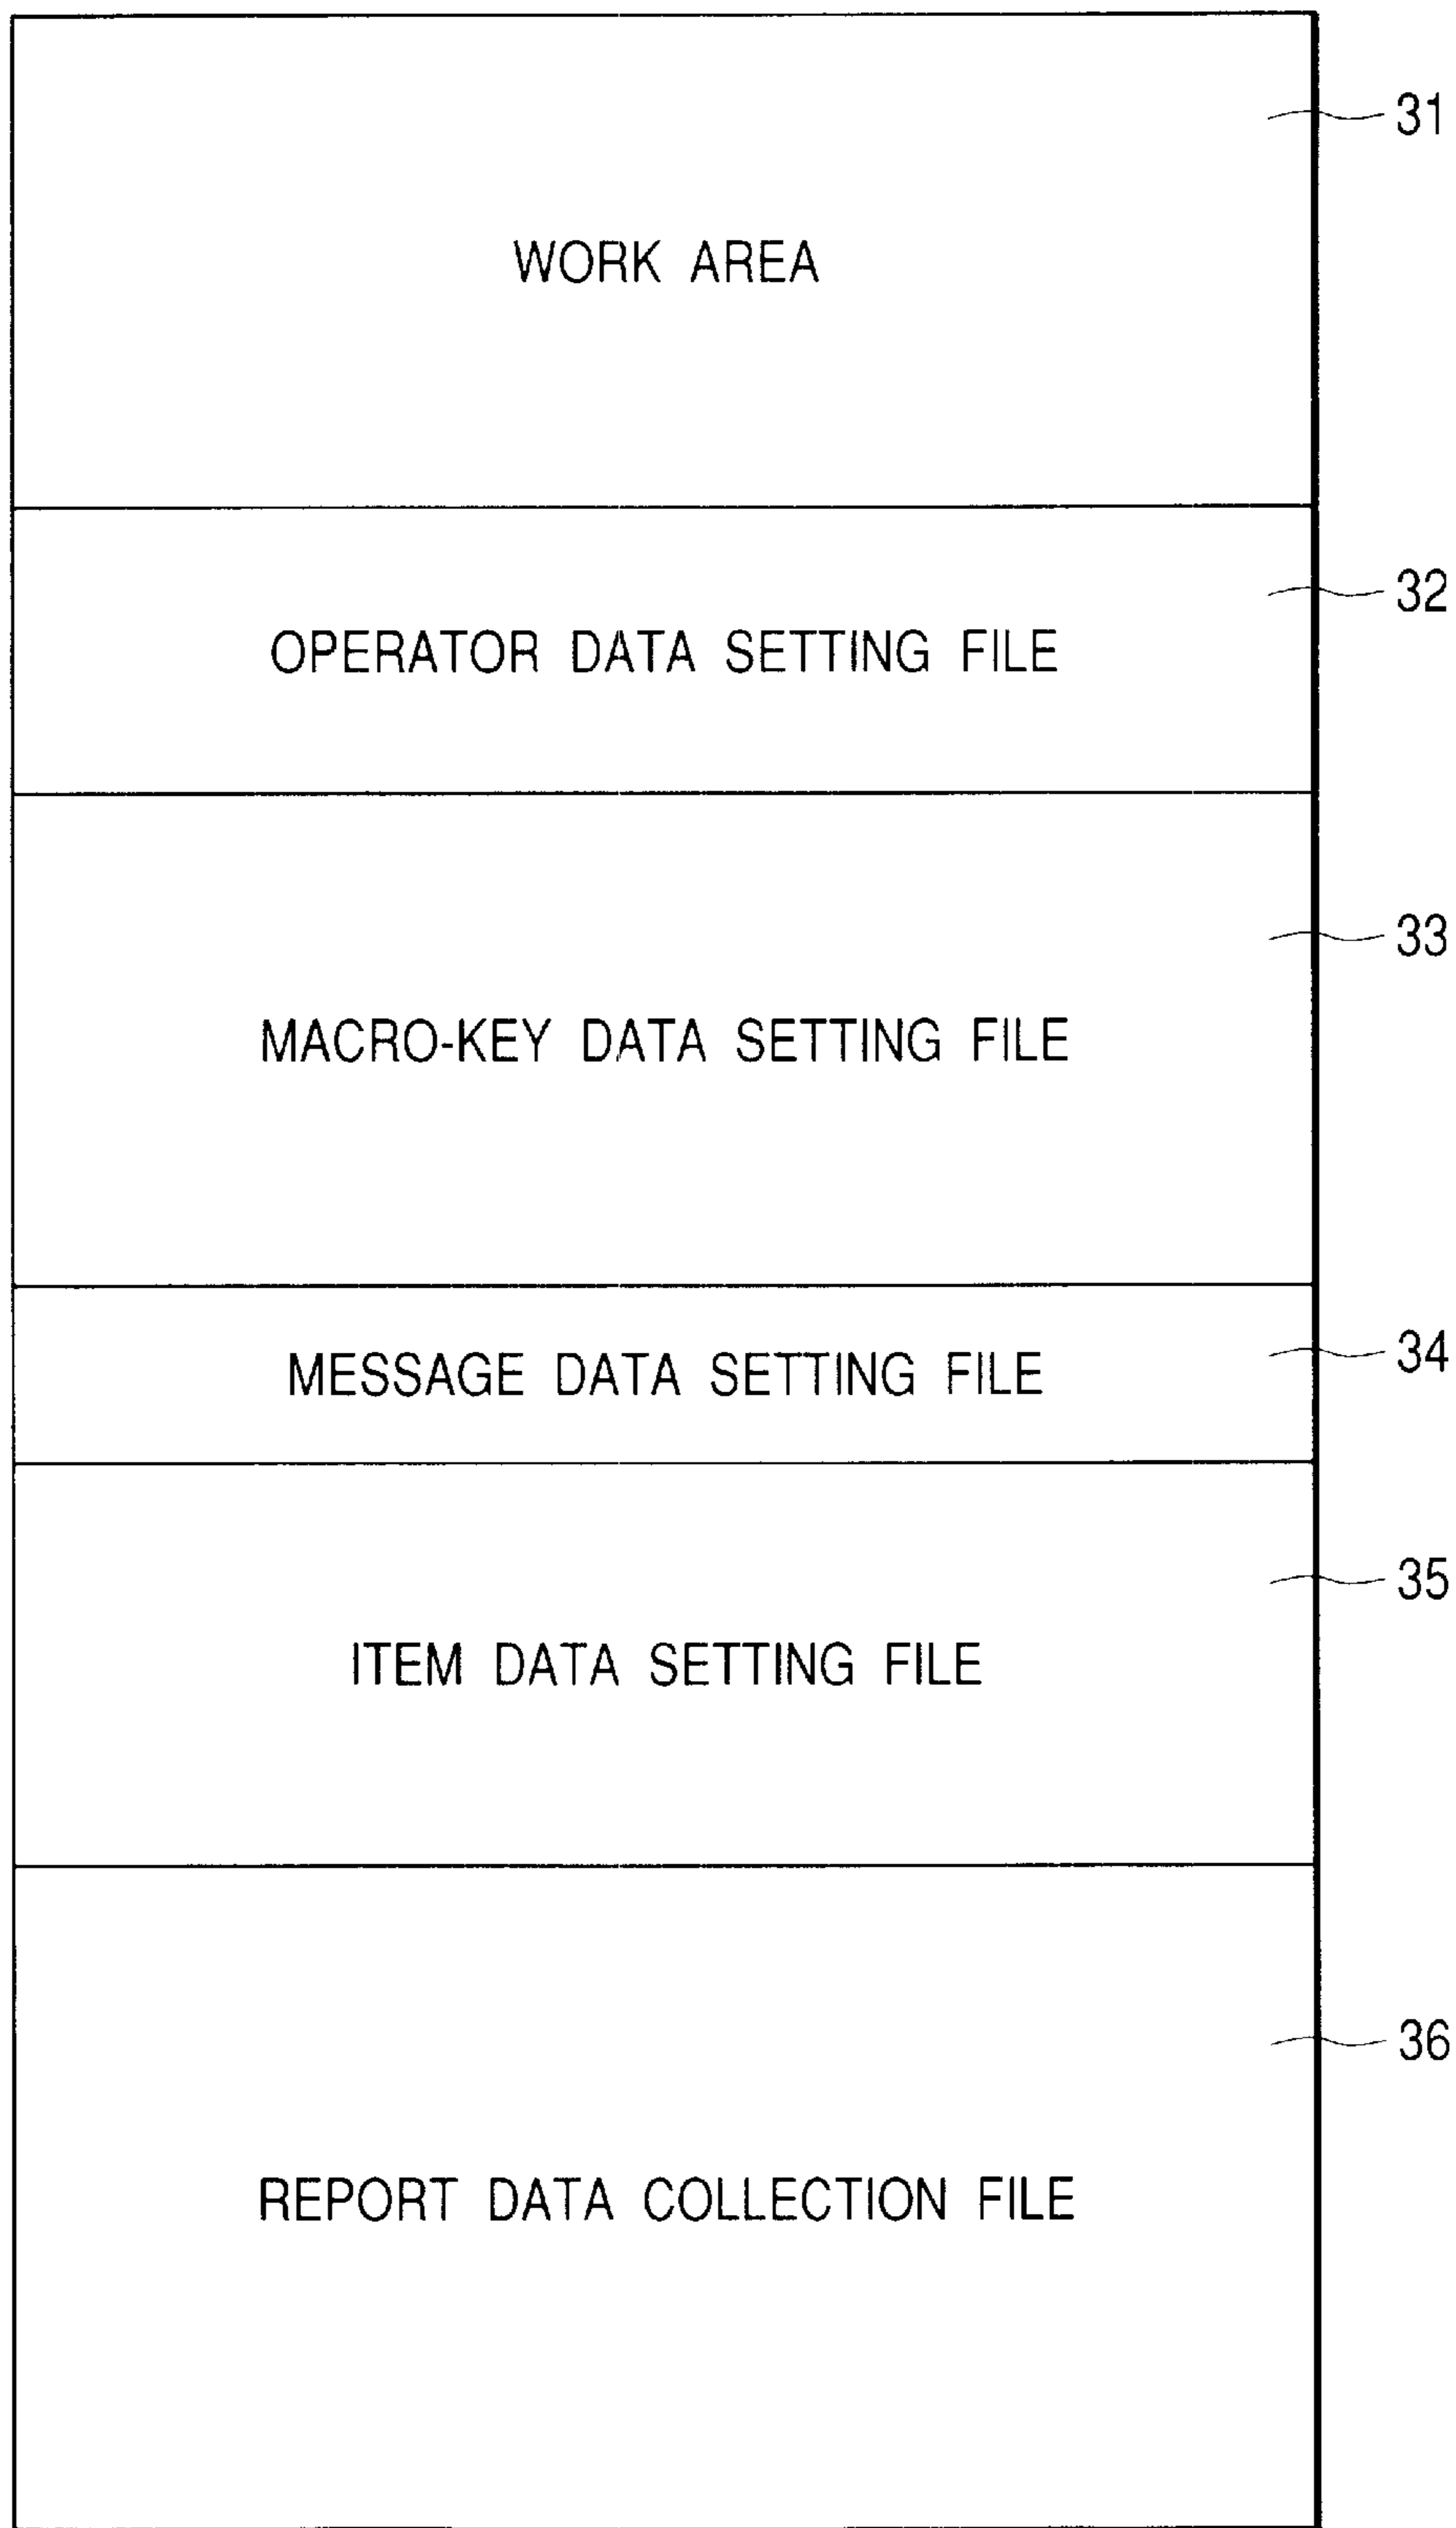 31
WORK AREA
32
OPERATOR DATA SETTING FILE
33
MACRO-KEY DATA SETTING FILE
34
MESSAGE DATA SETTING FILE
35
ITEM DATA SETTING FILE
36
REPORT DATA COLLECTION FILE